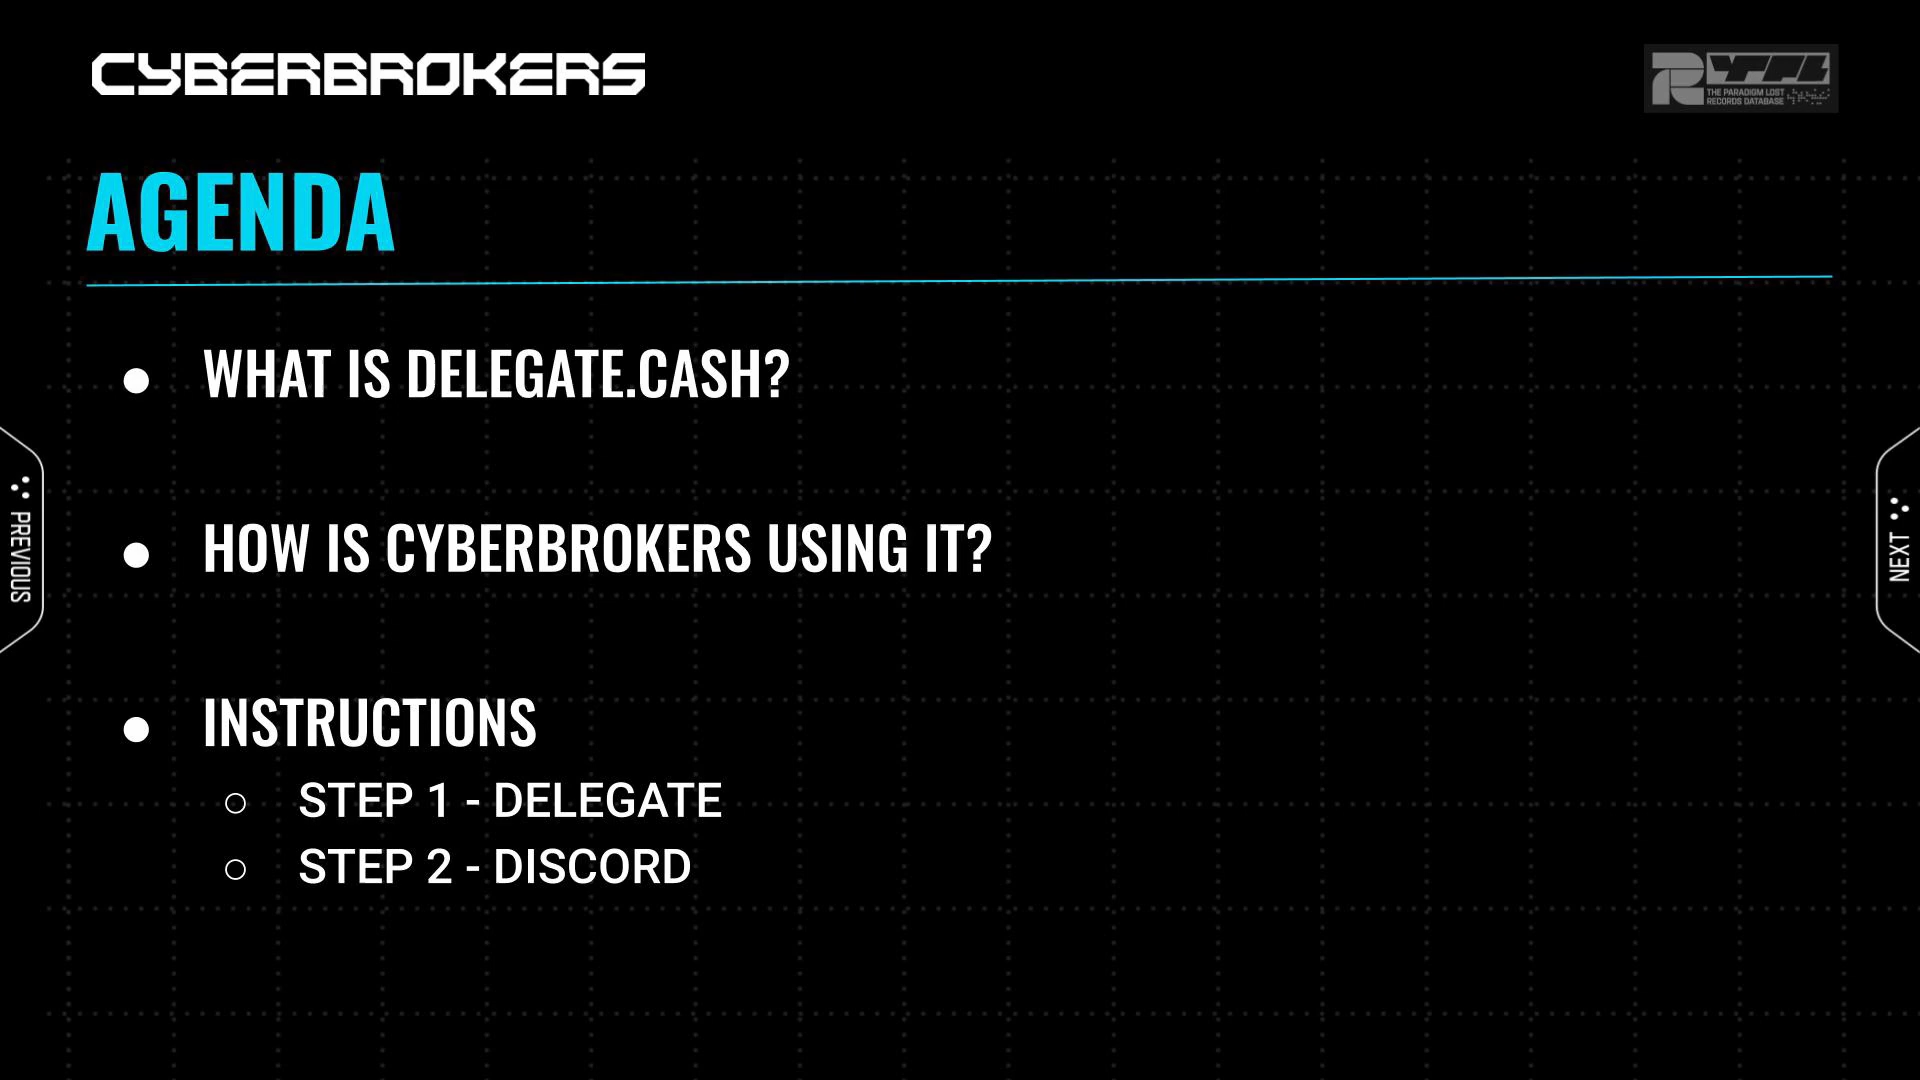 CYBERBROKERS
THE PARADIGM LOST
RECORDS DATABASE
AGENDA
● WHAT IS DELEGATE.CASH?
● HOW IS CYBERBROKERS USING IT?
● INSTRUCTIONS
○ STEP 1 - DELEGATE
○ STEP 2 - DISCORD
PREVIOUS
NEXT